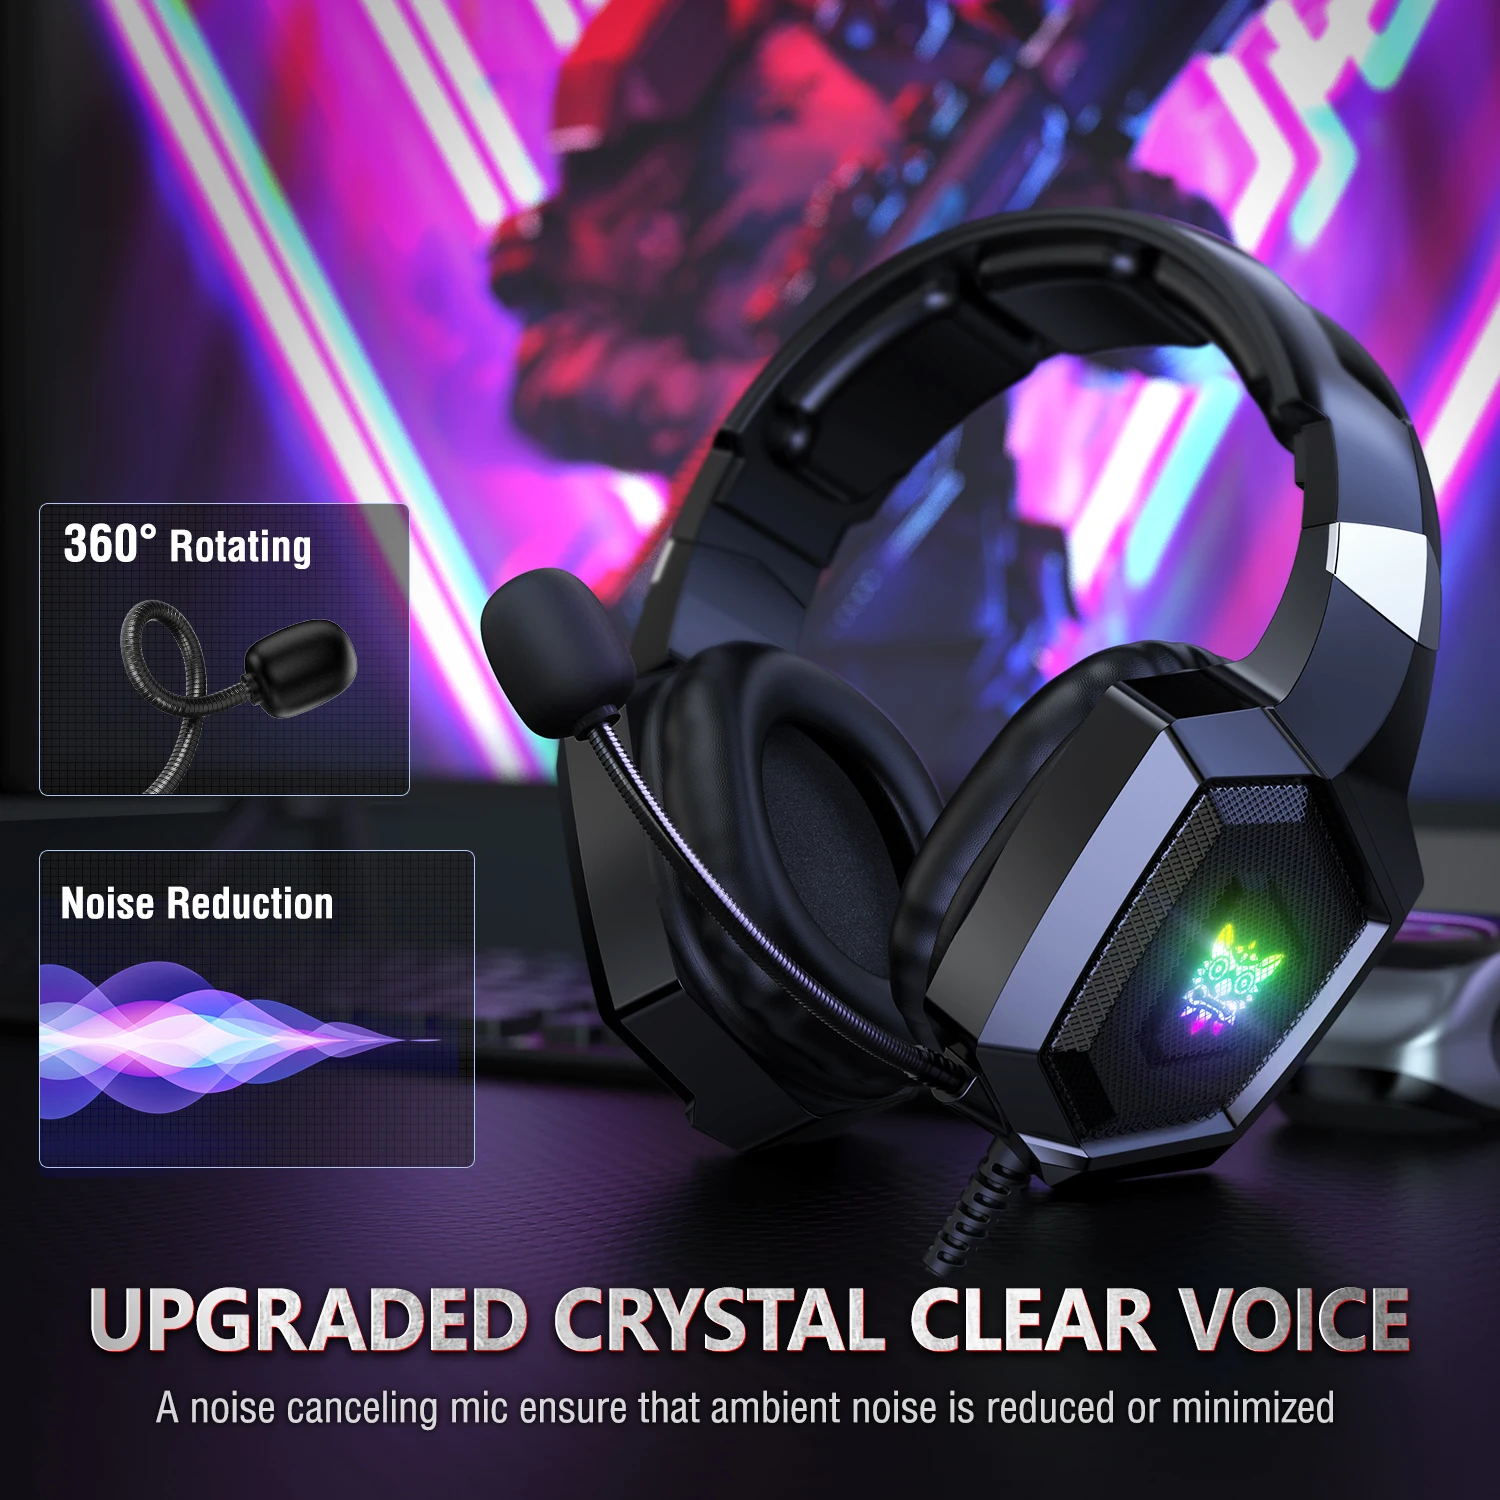 360° Rotating
Noise Reduction
UPGRADED CRYSTAL CLEAR VOICE
A noise canceling mic ensure that ambient noise is reduced or minimized